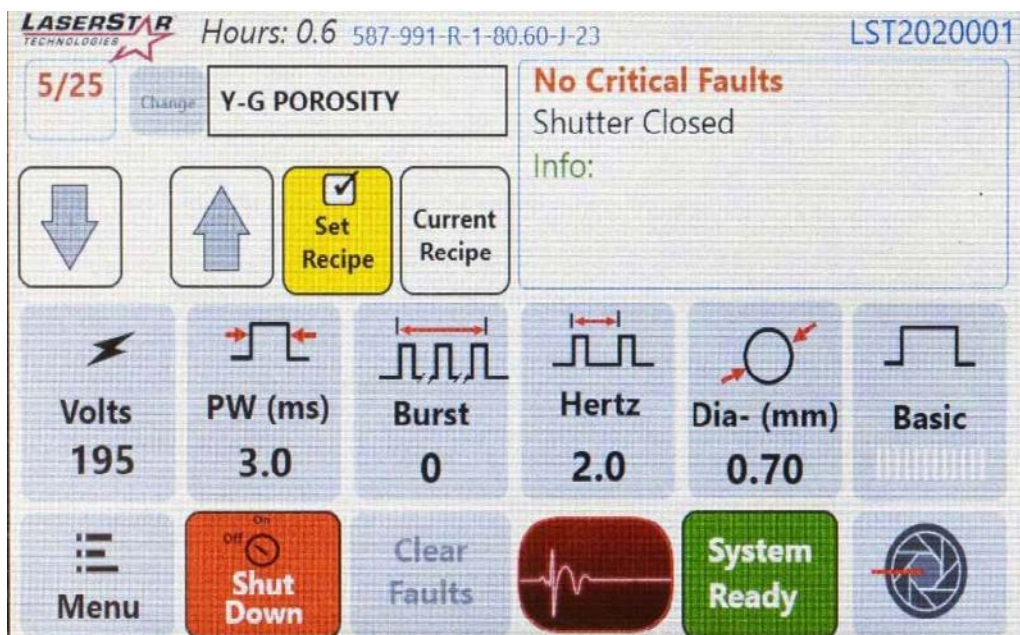 LASERSTAR
TECHNOLOGIES
Hours: 0.6
587-991-R-1-80.60-J-23
LST2020001
5/25
Change
Y-G POROSITY
No Critical Faults
Shutter Closed
Info:
Set
Recipe
Current
Recipe
Volts
195
PW (ms)
3.0
Burst
0
Hertz
2.0
Dia- (mm)
0.70
Basic
Menu
On
Off
Shut
Down
Clear
Faults
System
Ready